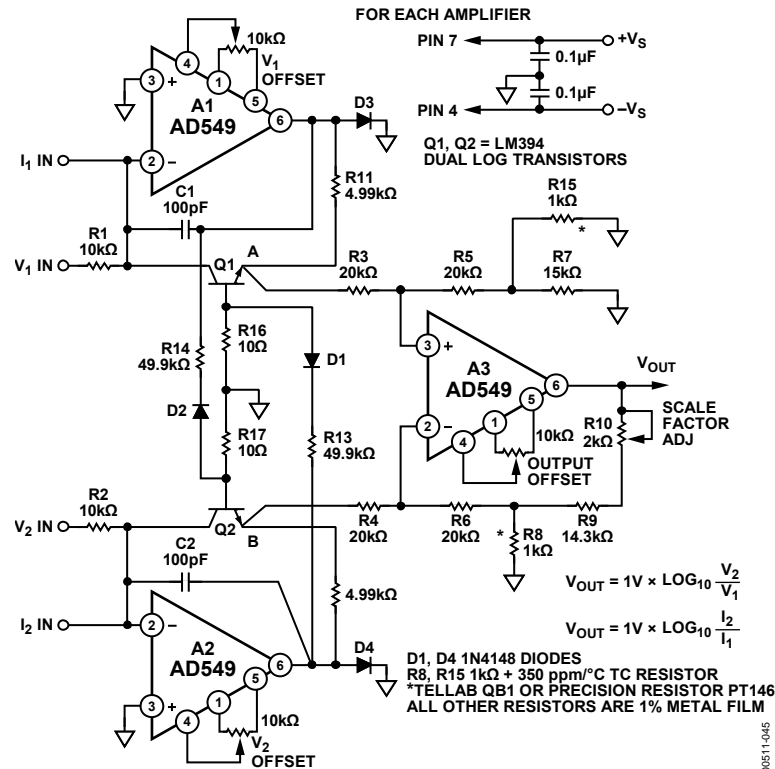 FOR EACH AMPLIFIER
10kΩ
V1
OFFSET
4
3
+
1
5
A1
AD549
6
2
–
D3
PIN 7
+VS
0.1µF
0.1µF
PIN 4
–VS
Q1, Q2 = LM394
DUAL LOG TRANSISTORS
I1 IN
C1
100pF
R11
4.99kΩ
R15
1kΩ
*
R1
10kΩ
V1 IN
Q1
A
R3
20kΩ
R5
20kΩ
R7
15kΩ
R16
10Ω
R14
49.9kΩ
D1
D2
R17
10Ω
R13
49.9kΩ
3
+
A3
AD549
6
VOUT
2
–
4
1
5
10kΩ
OUTPUT
OFFSET
R10
2kΩ
SCALE
FACTOR
ADJ
R2
10kΩ
V2 IN
Q2
B
R4
20kΩ
R6
20kΩ
*
R8
1kΩ
R9
14.3kΩ
C2
100pF
4.99kΩ
VOUT = 1V × LOG10 V2/V1
VOUT = 1V × LOG10 I2/I1
I2 IN
2
–
A2
AD549
6
D4
3
+
4
1
5
10kΩ
V2
OFFSET
D1, D4 1N4148 DIODES
R8, R15 1kΩ + 350 ppm/°C TC RESISTOR
*TELLAB QB1 OR PRECISION RESISTOR PT146
ALL OTHER RESISTORS ARE 1% METAL FILM
00511-045